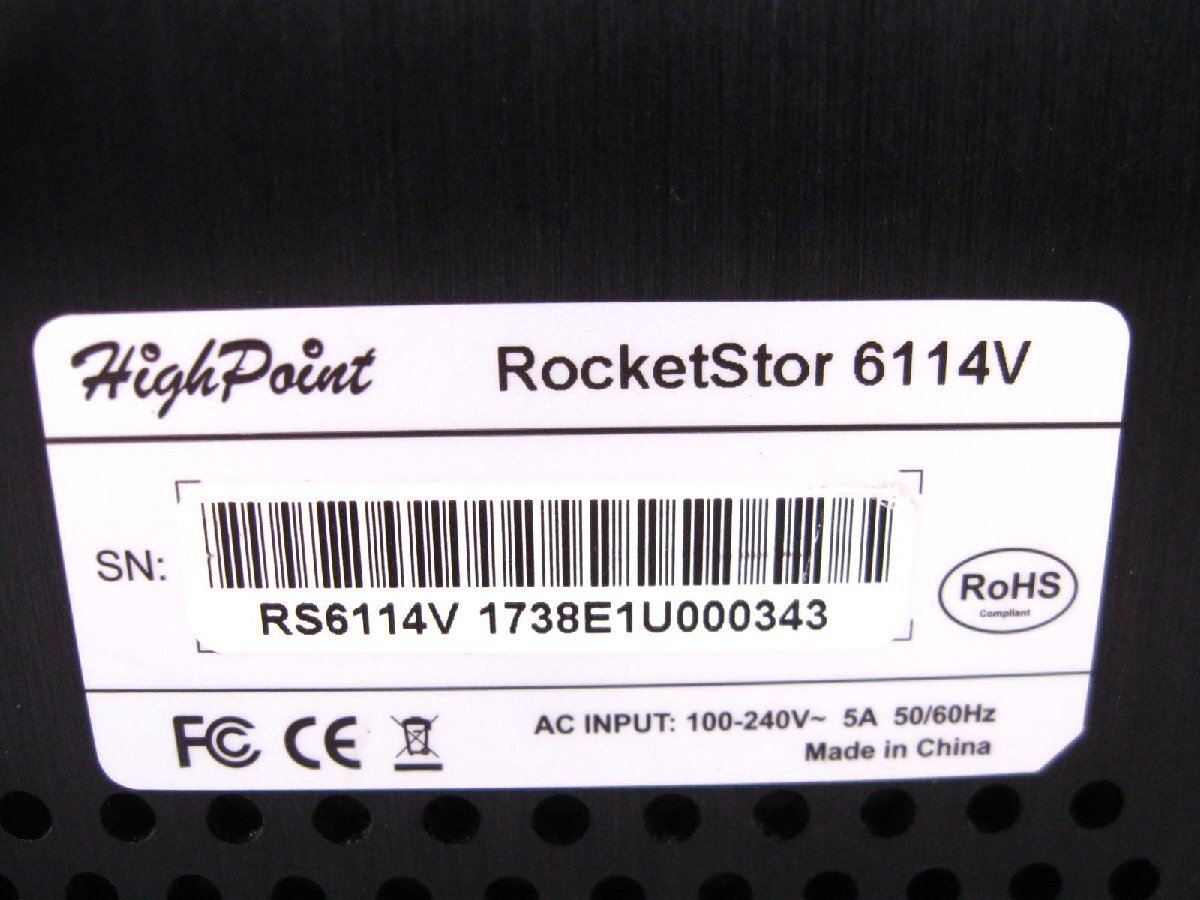 HighPoint RocketStor 6114V
SN:
RS6114V 1738E1U000343
RoHS
Compliant
FC CE
AC INPUT: 100-240V~ 5A 50/60Hz
Made in China